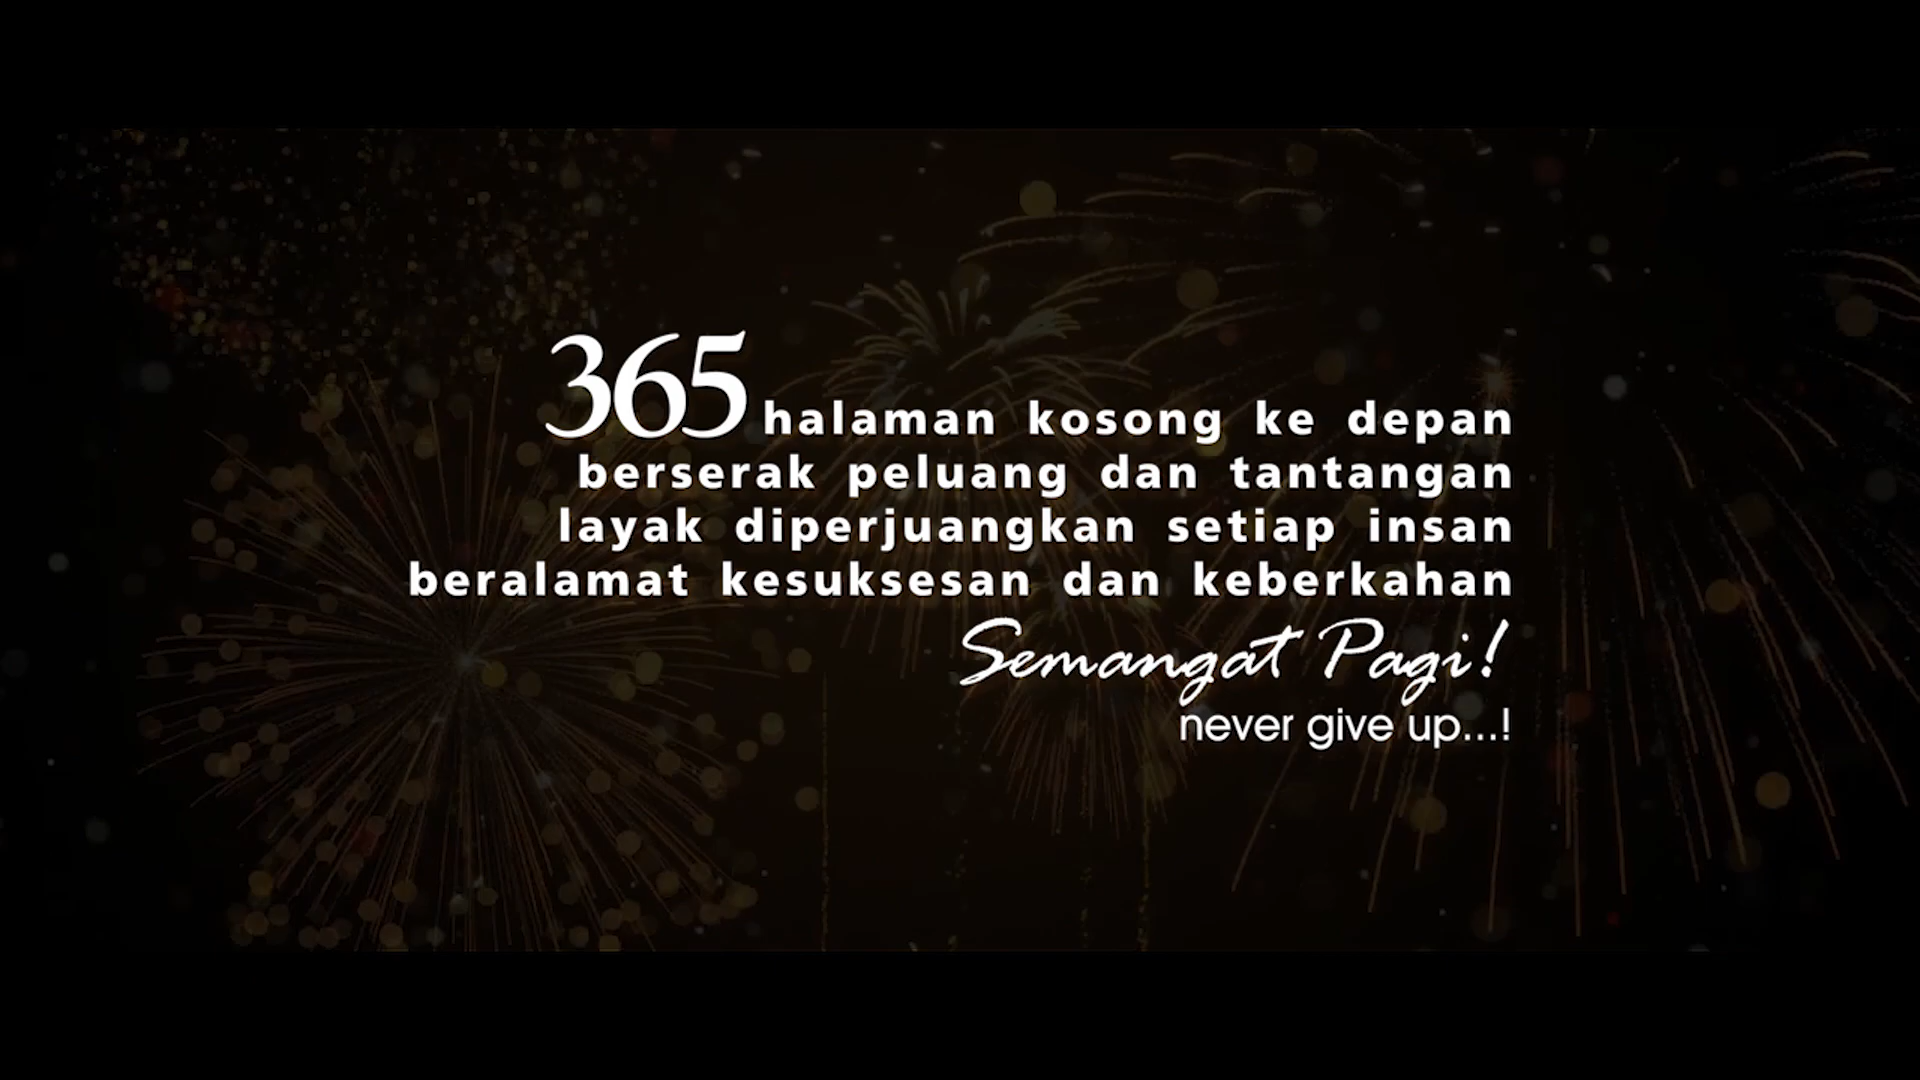 365 halaman kosong ke depan
berserak peluang dan tantangan
layak diperjuangkan setiap insan
beralamat kesuksesan dan keberkahan
Semangat Pagi!
never give up...!